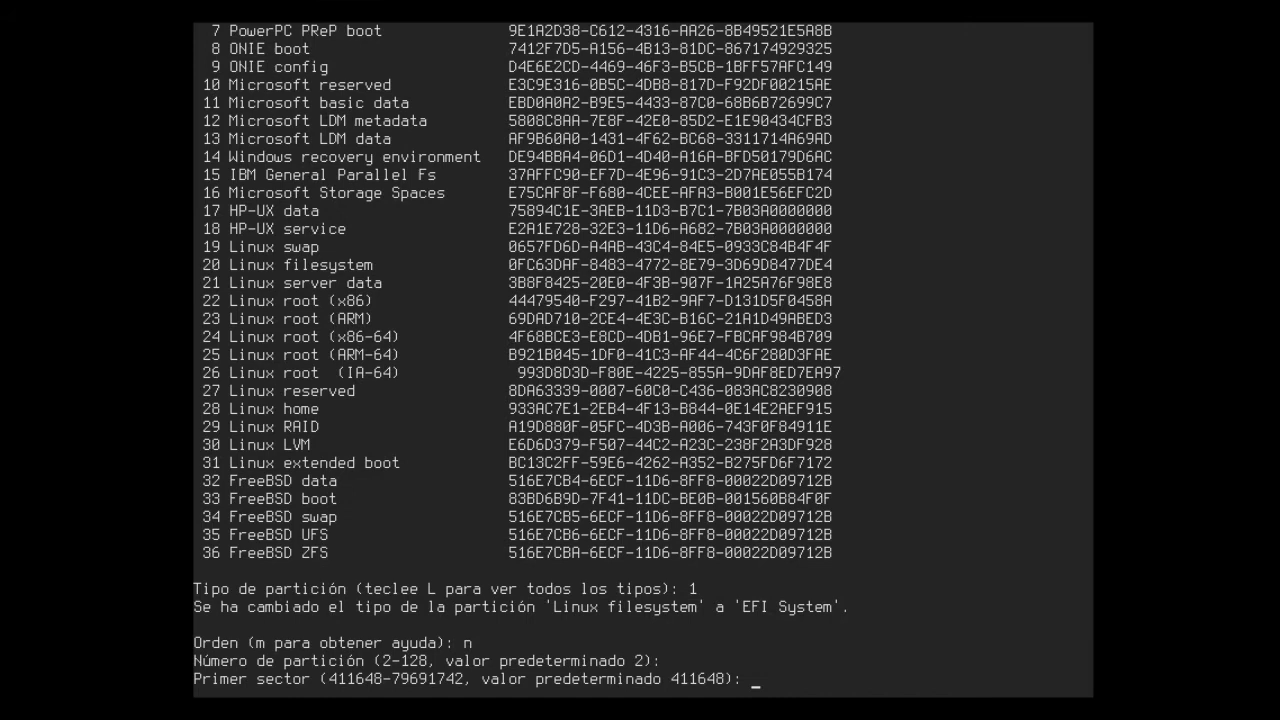 7 PowerPC PReP boot 9E1A2D38-C612-4316-AA26-8B49521E5A8B
8 ONIE boot 7412F7D5-A156-4B13-81DC-867174929325
9 ONIE config D4E6E2CD-4469-46F3-B5CB-1BFF57AFC149
10 Microsoft reserved E3C9E316-0B5C-4DB8-817D-F92DF00215AE
11 Microsoft basic data EBD0A0A2-B9E5-4433-87C0-68B6B72699C7
12 Microsoft LDM metadata 5808C8AA-7E8F-42E0-85D2-E1E90434CFB3
13 Microsoft LDM data AF9B60A0-1431-4F62-BC68-3311714A69AD
14 Windows recovery environment DE94BBA4-06D1-4D40-A16A-BFD50179D6AC
15 IBM General Parallel Fs 37AFFC90-EF7D-4E96-91C3-2D7AE055B174
16 Microsoft Storage Spaces E75CAF8F-F680-4CEE-AFA3-B001E56EFC2D
17 HP-UX data 75894C1E-3AEB-11D3-B7C1-7B03A0000000
18 HP-UX service E2A1E728-32E3-11D6-A682-7B03A0000000
19 Linux swap 0657FD6D-A4AB-43C4-84E5-0933C84B4F4F
20 Linux filesystem 0FC63DAF-8483-4772-8E79-3D69D8477DE4
21 Linux server data 3B8F8425-20E0-4F3B-907F-1A25A76F98E8
22 Linux root (x86) 44479540-F297-41B2-9AF7-D131D5F0458A
23 Linux root (ARM) 69DAD710-2CE4-4E3C-B16C-21A1D49ABED3
24 Linux root (x86-64) 4F68BCE3-E8CD-4DB1-96E7-FBCAF984B709
25 Linux root (ARM-64) B921B045-1DF0-41C3-AF44-4C6F280D3FAE
26 Linux root  (IA-64) 993D8D3D-F80E-4225-855A-9DAF8ED7EA97
27 Linux reserved 8DA63339-0007-60C0-C436-083AC8230908
28 Linux home 933AC7E1-2EB4-4F13-B844-0E14E2AEF915
29 Linux RAID A19D880F-05FC-4D3B-A006-743F0F84911E
30 Linux LVM E6D6D379-F507-44C2-A23C-238F2A3DF928
31 Linux extended boot BC13C2FF-59E6-4262-A352-B275FD6F7172
32 FreeBSD data 516E7CB4-6ECF-11D6-8FF8-00022D09712B
33 FreeBSD boot 83BD6B9D-7F41-11DC-BE0B-001560B84F0F
34 FreeBSD swap 516E7CB5-6ECF-11D6-8FF8-00022D09712B
35 FreeBSD UFS 516E7CB6-6ECF-11D6-8FF8-00022D09712B
36 FreeBSD ZFS 516E7CBA-6ECF-11D6-8FF8-00022D09712B
Tipo de partición (teclee L para ver todos los tipos): 1
Se ha cambiado el tipo de la partición 'Linux filesystem' a 'EFI System'.
Orden (m para obtener ayuda): n
Número de partición (2-128, valor predeterminado 2):
Primer sector (411648-79691742, valor predeterminado 411648): _